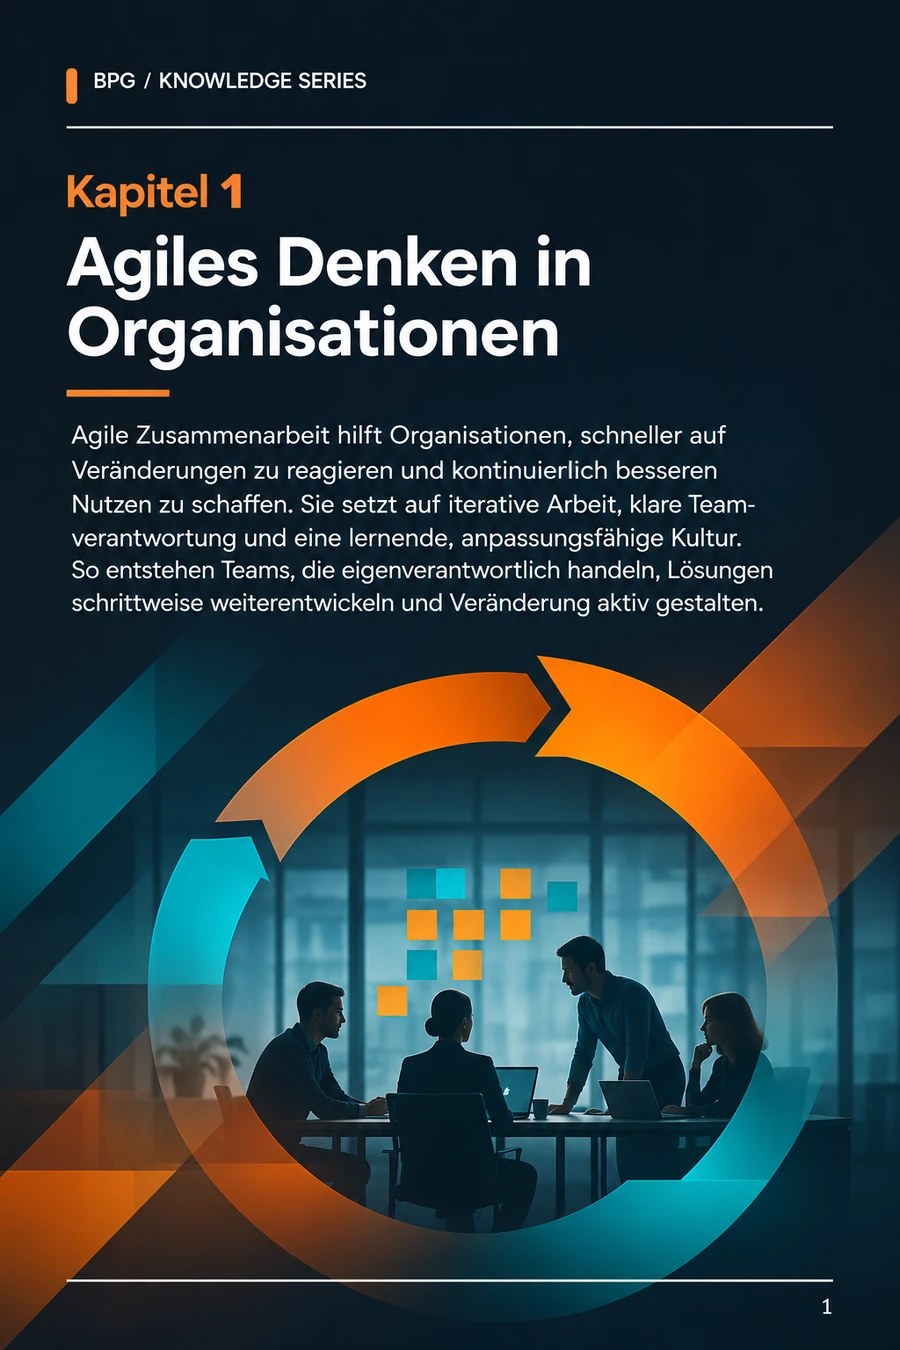 BPG / KNOWLEDGE SERIES
Kapitel 1
Agiles Denken in
Organisationen
Agile Zusammenarbeit hilft Organisationen, schneller auf
Veränderungen zu reagieren und kontinuierlich besseren
Nutzen zu schaffen. Sie setzt auf iterative Arbeit, klare Team-
verantwortung und eine lernende, anpassungsfähige Kultur.
So entstehen Teams, die eigenverantwortlich handeln, Lösungen
schrittweise weiterentwickeln und Veränderung aktiv gestalten.
1